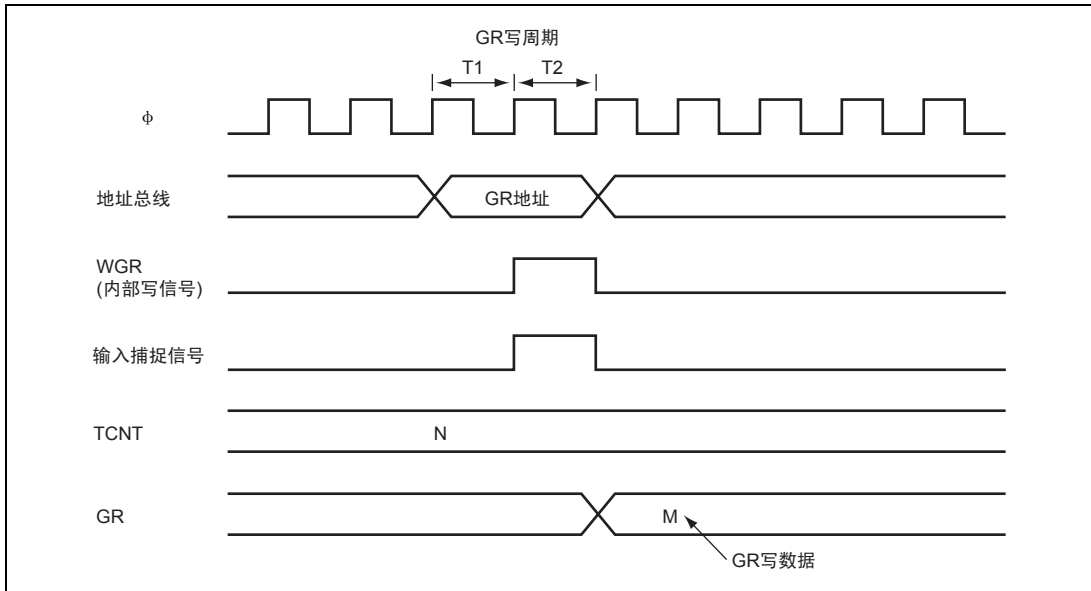 GR写周期
T1 T2
φ
地址总线
GR地址
WGR
(内部写信号)
输入捕捉信号
TCNT
N
GR
M
GR写数据